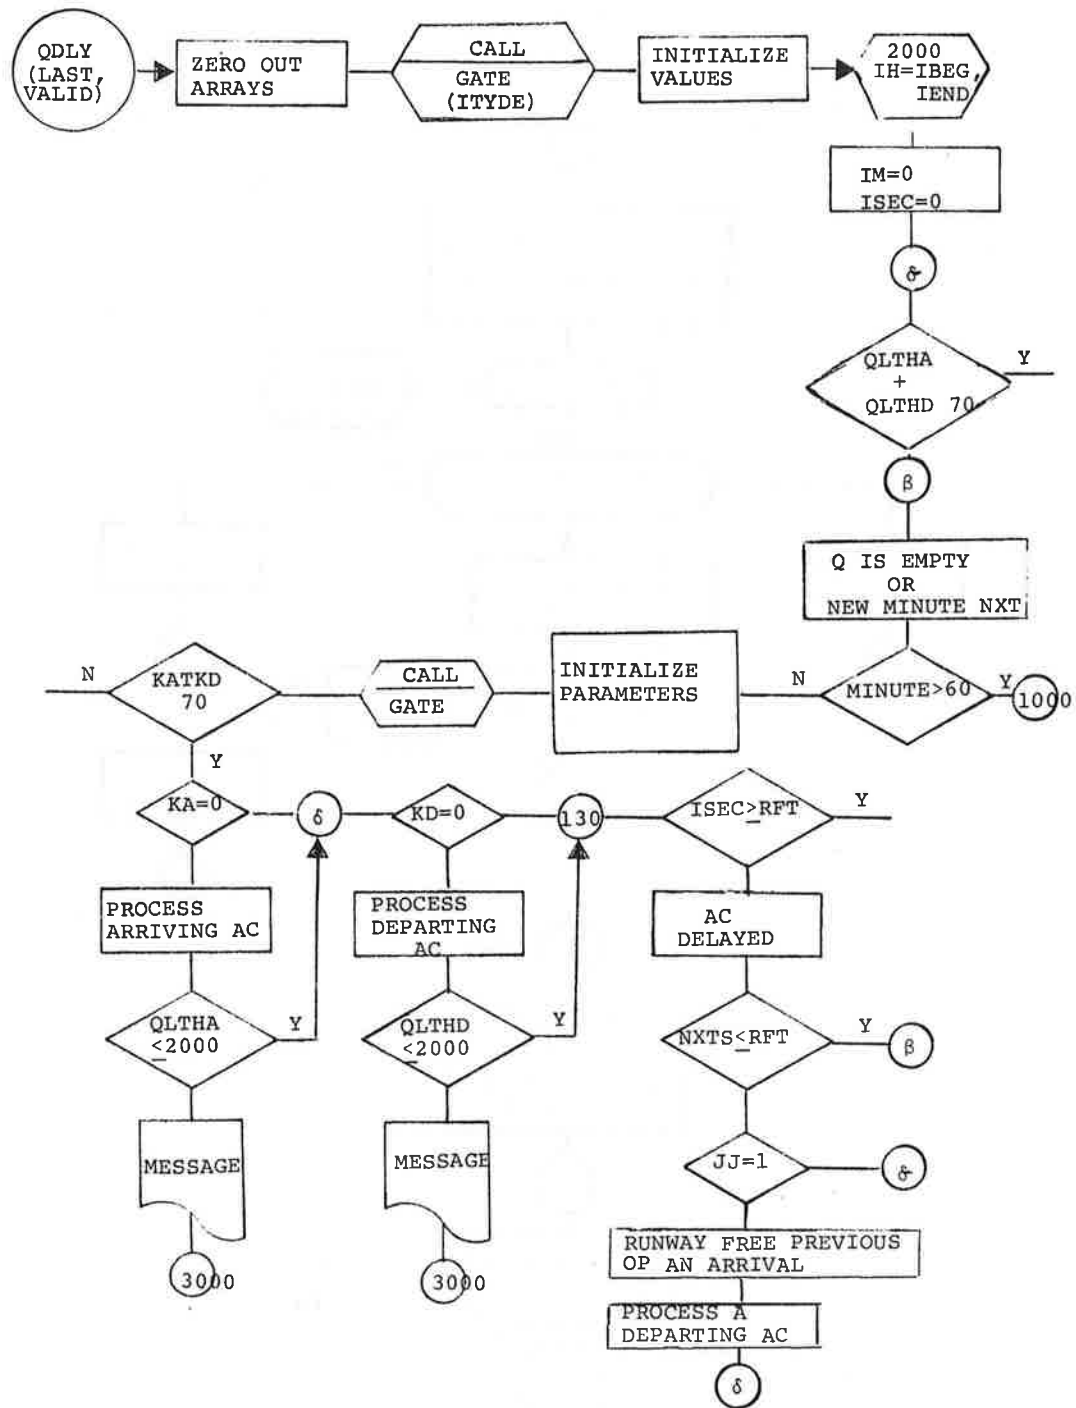 QDLY
(LAST,
VALID)
ZERO OUT
ARRAYS
CALL
GATE
(ITYDE)
INITIALIZE
VALUES
2000
IH=IBEG,
IEND
IM=0
ISEC=0
&
QLTHA
+
QLTHD 70
Y
β
Q IS EMPTY
OR
NEW MINUTE NXT
MINUTE>60
Y
1000
N
INITIALIZE
PARAMETERS
CALL
GATE
KATKD
70
N
Y
KA=0
δ
KD=0
130
ISEC≥RFT
Y
PROCESS
ARRIVING AC
PROCESS
DEPARTING
AC
AC
DELAYED
QLTHA
≤2000
Y
QLTHD
≤2000
Y
NXTS≤RFT
Y
β
MESSAGE
MESSAGE
JJ=1
&
3000
3000
RUNWAY FREE PREVIOUS
OP AN ARRIVAL
PROCESS A
DEPARTING AC
δ